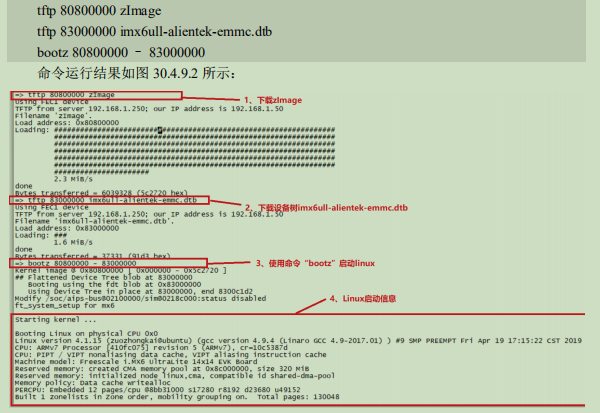 tftp 80800000 zImage
tftp 83000000 imx6ull-alientek-emmc.dtb
bootz 80800000 – 83000000
命令运行结果如图 30.4.9.2 所示：
=> tftp 80800000 zImage
Using FEC1 device
1、下载zImage
TFTP from server 192.168.1.250; our IP address is 192.168.1.50
Filename 'zImage'.
Load address: 0x80800000
Loading: #################################################################
#################################################################
#################################################################
#################################################################
#################################################################
#################################################################
######################
2.3 MiB/s
done
Bytes transferred = 6039328 (5c2720 hex)
=> tftp 83000000 imx6ull-alientek-emmc.dtb
2、下载设备树imx6ull-alientek-emmc.dtb
Using FEC1 device
TFTP from server 192.168.1.250; our IP address is 192.168.1.50
Filename 'imx6ull-alientek-emmc.dtb'.
Load address: 0x83000000
Loading: ###
1.6 MiB/s
done
Bytes transferred = 37331 (91d3 hex)
=> bootz 80800000 - 83000000
3、使用命令“bootz”启动linux
Kernel image @ 0x80800000 [ 0x000000 - 0x5c2720 ]
## Flattened Device Tree blob at 83000000
Booting using the fdt blob at 0x83000000
Using Device Tree in place at 83000000, end 8300c1d2
Modify /soc/aips-bus@02100000/sim@0218c000:status disabled
ft_system_setup for mx6
4、Linux启动信息
Starting kernel ...
Booting Linux on physical CPU 0x0
Linux version 4.1.15 (zuozhongkai@ubuntu) (gcc version 4.9.4 (Linaro GCC 4.9-2017.01) ) #9 SMP PREEMPT Fri Apr 19 17:15:22 CST 2019
CPU: ARMv7 Processor [410fc075] revision 5 (ARMv7), cr=10c5387d
CPU: PIPT / VIPT nonaliasing data cache, VIPT aliasing instruction cache
Machine model: Freescale i.MX6 UltraLite 14x14 EVK Board
Reserved memory: created CMA memory pool at 0x8c000000, size 320 MiB
Reserved memory: initialized node linux,cma, compatible id shared-dma-pool
Memory policy: Data cache writealloc
PERCPU: Embedded 12 pages/cpu @8bb31000 s17280 r8192 d23680 u49152
Built 1 zonelists in Zone order, mobility grouping on.  Total pages: 130048